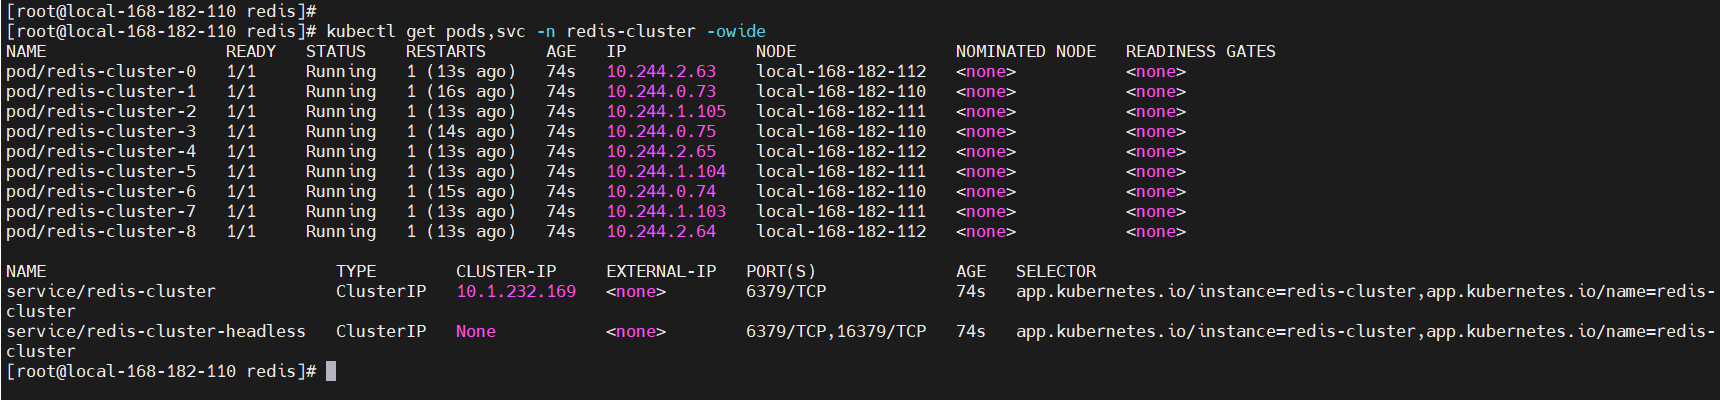 [root@local-168-182-110 redis]#
[root@local-168-182-110 redis]# kubectl get pods,svc -n redis-cluster -owide
NAME                  READY   STATUS    RESTARTS      AGE   IP             NODE                NOMINATED NODE   READINESS GATES
pod/redis-cluster-0   1/1     Running   1 (13s ago)   74s   10.244.2.63    local-168-182-112   <none>           <none>
pod/redis-cluster-1   1/1     Running   1 (16s ago)   74s   10.244.0.73    local-168-182-110   <none>           <none>
pod/redis-cluster-2   1/1     Running   1 (13s ago)   74s   10.244.1.105   local-168-182-111   <none>           <none>
pod/redis-cluster-3   1/1     Running   1 (14s ago)   74s   10.244.0.75    local-168-182-110   <none>           <none>
pod/redis-cluster-4   1/1     Running   1 (13s ago)   74s   10.244.2.65    local-168-182-112   <none>           <none>
pod/redis-cluster-5   1/1     Running   1 (13s ago)   74s   10.244.1.104   local-168-182-111   <none>           <none>
pod/redis-cluster-6   1/1     Running   1 (15s ago)   74s   10.244.0.74    local-168-182-110   <none>           <none>
pod/redis-cluster-7   1/1     Running   1 (13s ago)   74s   10.244.1.103   local-168-182-111   <none>           <none>
pod/redis-cluster-8   1/1     Running   1 (13s ago)   74s   10.244.2.64    local-168-182-112   <none>           <none>

NAME                             TYPE        CLUSTER-IP     EXTERNAL-IP   PORT(S)              AGE   SELECTOR
service/redis-cluster            ClusterIP   10.1.232.169   <none>        6379/TCP             74s   app.kubernetes.io/instance=redis-cluster,app.kubernetes.io/name=redis-
cluster
service/redis-cluster-headless   ClusterIP   None           <none>        6379/TCP,16379/TCP   74s   app.kubernetes.io/instance=redis-cluster,app.kubernetes.io/name=redis-
cluster
[root@local-168-182-110 redis]#